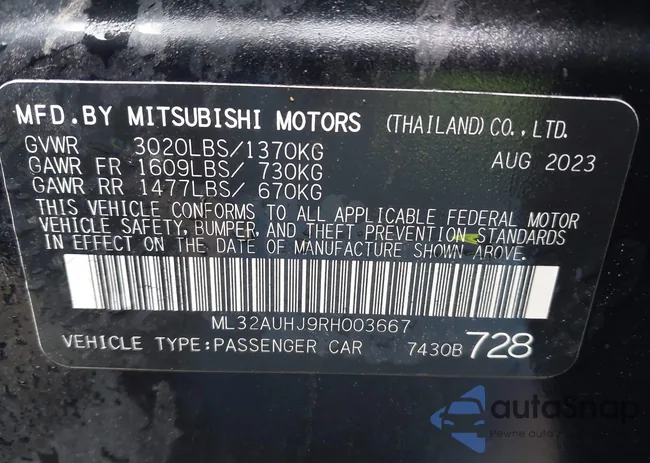 MFD. BY MITSUBISHI MOTORS (THAILAND) CO., LTD.
GVWR 3020LBS/1370KG AUG 2023
GAWR FR 1609LBS/ 730KG
GAWR RR 1477LBS/ 670KG
THIS VEHICLE CONFORMS TO ALL APPLICABLE FEDERAL MOTOR
VEHICLE SAFETY, BUMPER, AND THEFT PREVENTION STANDARDS
IN EFFECT ON THE DATE OF MANUFACTURE SHOWN ABOVE.
ML32AUHJ9RH003667
VEHICLE TYPE:PASSENGER CAR 7430B 728
autoSnap
Pewne auto z